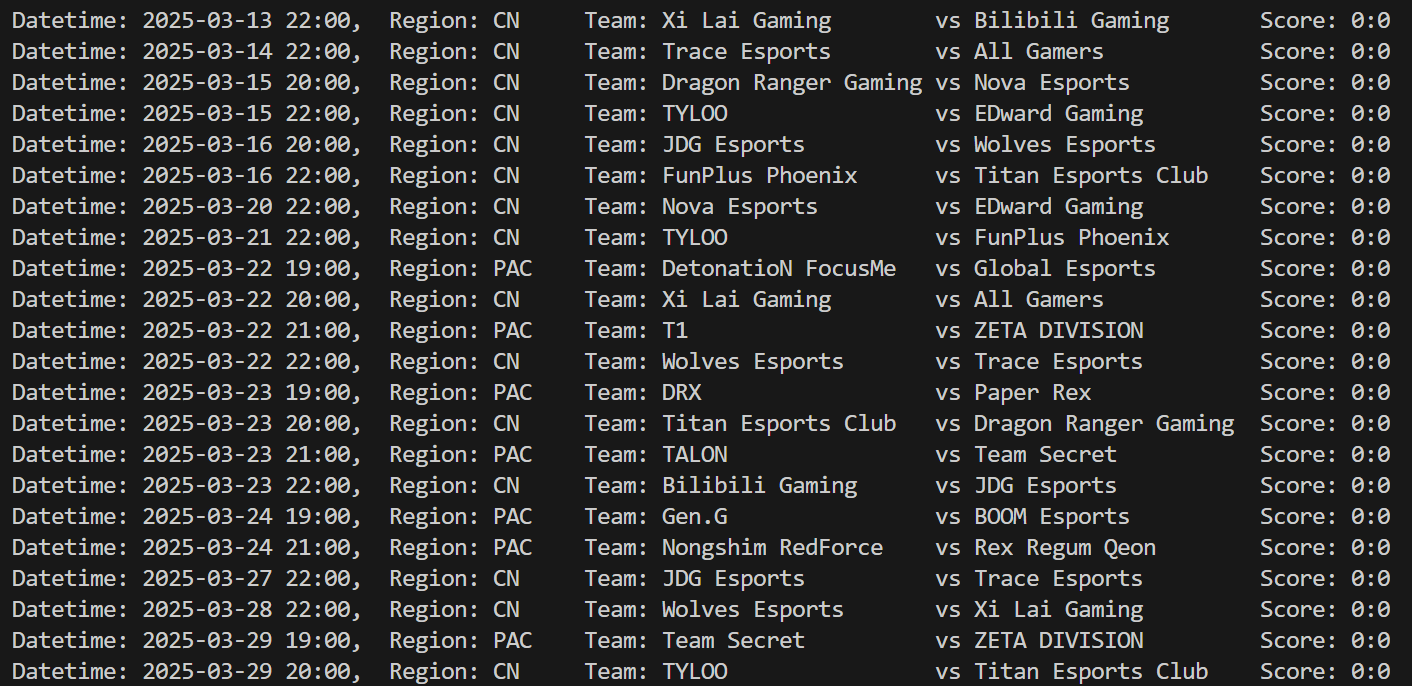 Datetime: 2025-03-13 22:00,  Region: CN     Team: Xi Lai Gaming        vs Bilibili Gaming       Score: 0:0
Datetime: 2025-03-14 22:00,  Region: CN     Team: Trace Esports        vs All Gamers            Score: 0:0
Datetime: 2025-03-15 20:00,  Region: CN     Team: Dragon Ranger Gaming vs Nova Esports          Score: 0:0
Datetime: 2025-03-15 22:00,  Region: CN     Team: TYLOO                vs EDward Gaming         Score: 0:0
Datetime: 2025-03-16 20:00,  Region: CN     Team: JDG Esports          vs Wolves Esports        Score: 0:0
Datetime: 2025-03-16 22:00,  Region: CN     Team: FunPlus Phoenix      vs Titan Esports Club    Score: 0:0
Datetime: 2025-03-20 22:00,  Region: CN     Team: Nova Esports         vs EDward Gaming         Score: 0:0
Datetime: 2025-03-21 22:00,  Region: CN     Team: TYLOO                vs FunPlus Phoenix       Score: 0:0
Datetime: 2025-03-22 19:00,  Region: PAC    Team: DetonatioN FocusMe   vs Global Esports        Score: 0:0
Datetime: 2025-03-22 20:00,  Region: CN     Team: Xi Lai Gaming        vs All Gamers            Score: 0:0
Datetime: 2025-03-22 21:00,  Region: PAC    Team: T1                   vs ZETA DIVISION         Score: 0:0
Datetime: 2025-03-22 22:00,  Region: CN     Team: Wolves Esports       vs Trace Esports         Score: 0:0
Datetime: 2025-03-23 19:00,  Region: PAC    Team: DRX                  vs Paper Rex             Score: 0:0
Datetime: 2025-03-23 20:00,  Region: CN     Team: Titan Esports Club   vs Dragon Ranger Gaming  Score: 0:0
Datetime: 2025-03-23 21:00,  Region: PAC    Team: TALON                vs Team Secret           Score: 0:0
Datetime: 2025-03-23 22:00,  Region: CN     Team: Bilibili Gaming      vs JDG Esports           Score: 0:0
Datetime: 2025-03-24 19:00,  Region: PAC    Team: Gen.G                vs BOOM Esports          Score: 0:0
Datetime: 2025-03-24 21:00,  Region: PAC    Team: Nongshim RedForce    vs Rex Regum Qeon        Score: 0:0
Datetime: 2025-03-27 22:00,  Region: CN     Team: JDG Esports          vs Trace Esports         Score: 0:0
Datetime: 2025-03-28 22:00,  Region: CN     Team: Wolves Esports       vs Xi Lai Gaming         Score: 0:0
Datetime: 2025-03-29 19:00,  Region: PAC    Team: Team Secret          vs ZETA DIVISION         Score: 0:0
Datetime: 2025-03-29 20:00,  Region: CN     Team: TYLOO                vs Titan Esports Club    Score: 0:0